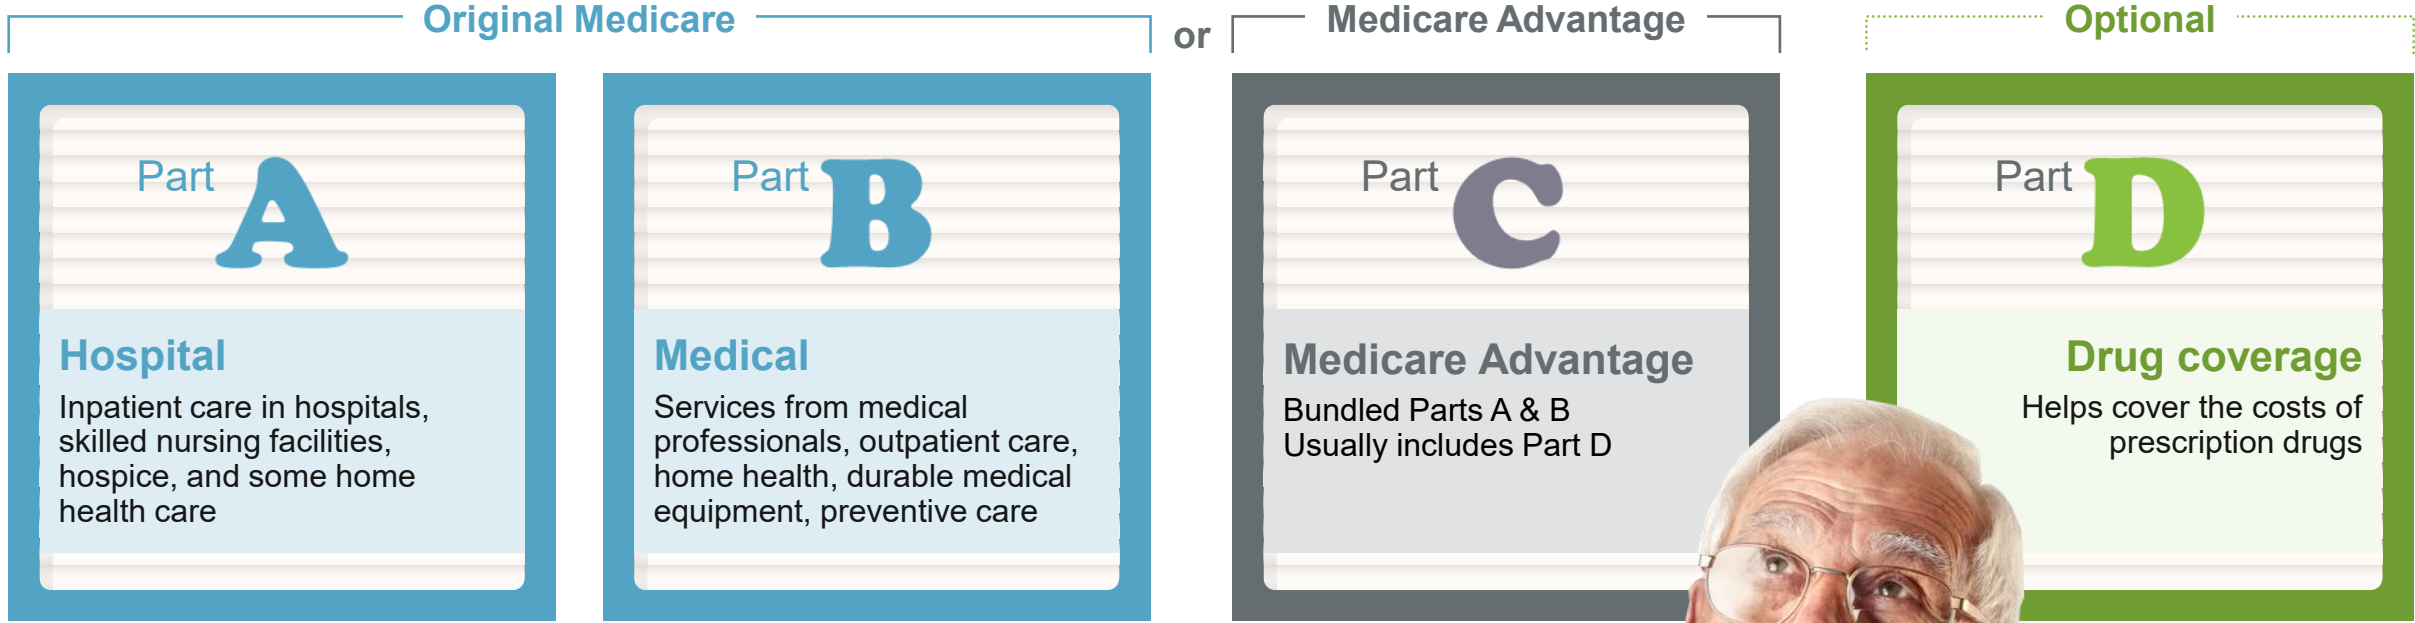 Original Medicare
or
Medicare Advantage
Optional
Part A
Hospital
Inpatient care in hospitals,
skilled nursing facilities,
hospice, and some home
health care
Part B
Medical
Services from medical
professionals, outpatient care,
home health, durable medical
equipment, preventive care
Part C
Medicare Advantage
Bundled Parts A & B
Usually includes Part D
Part D
Drug coverage
Helps cover the costs of
prescription drugs